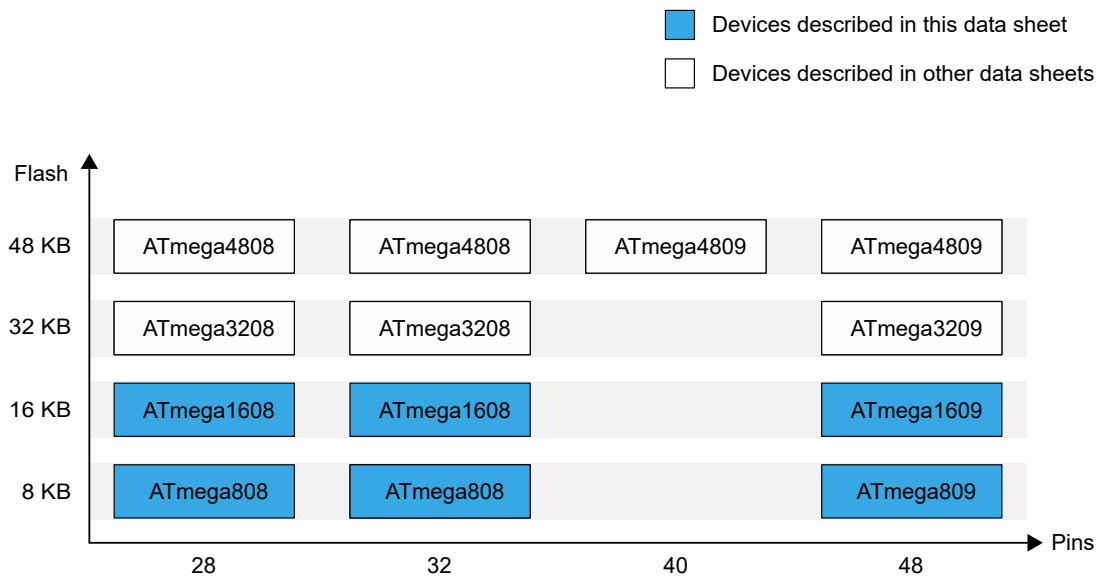 Devices described in this data sheet
Devices described in other data sheets
Flash
48 KB ATmega4808 ATmega4808 ATmega4809 ATmega4809
32 KB ATmega3208 ATmega3208 ATmega3209
16 KB ATmega1608 ATmega1608 ATmega1609
8 KB ATmega808 ATmega808 ATmega809
Pins
28 32 40 48